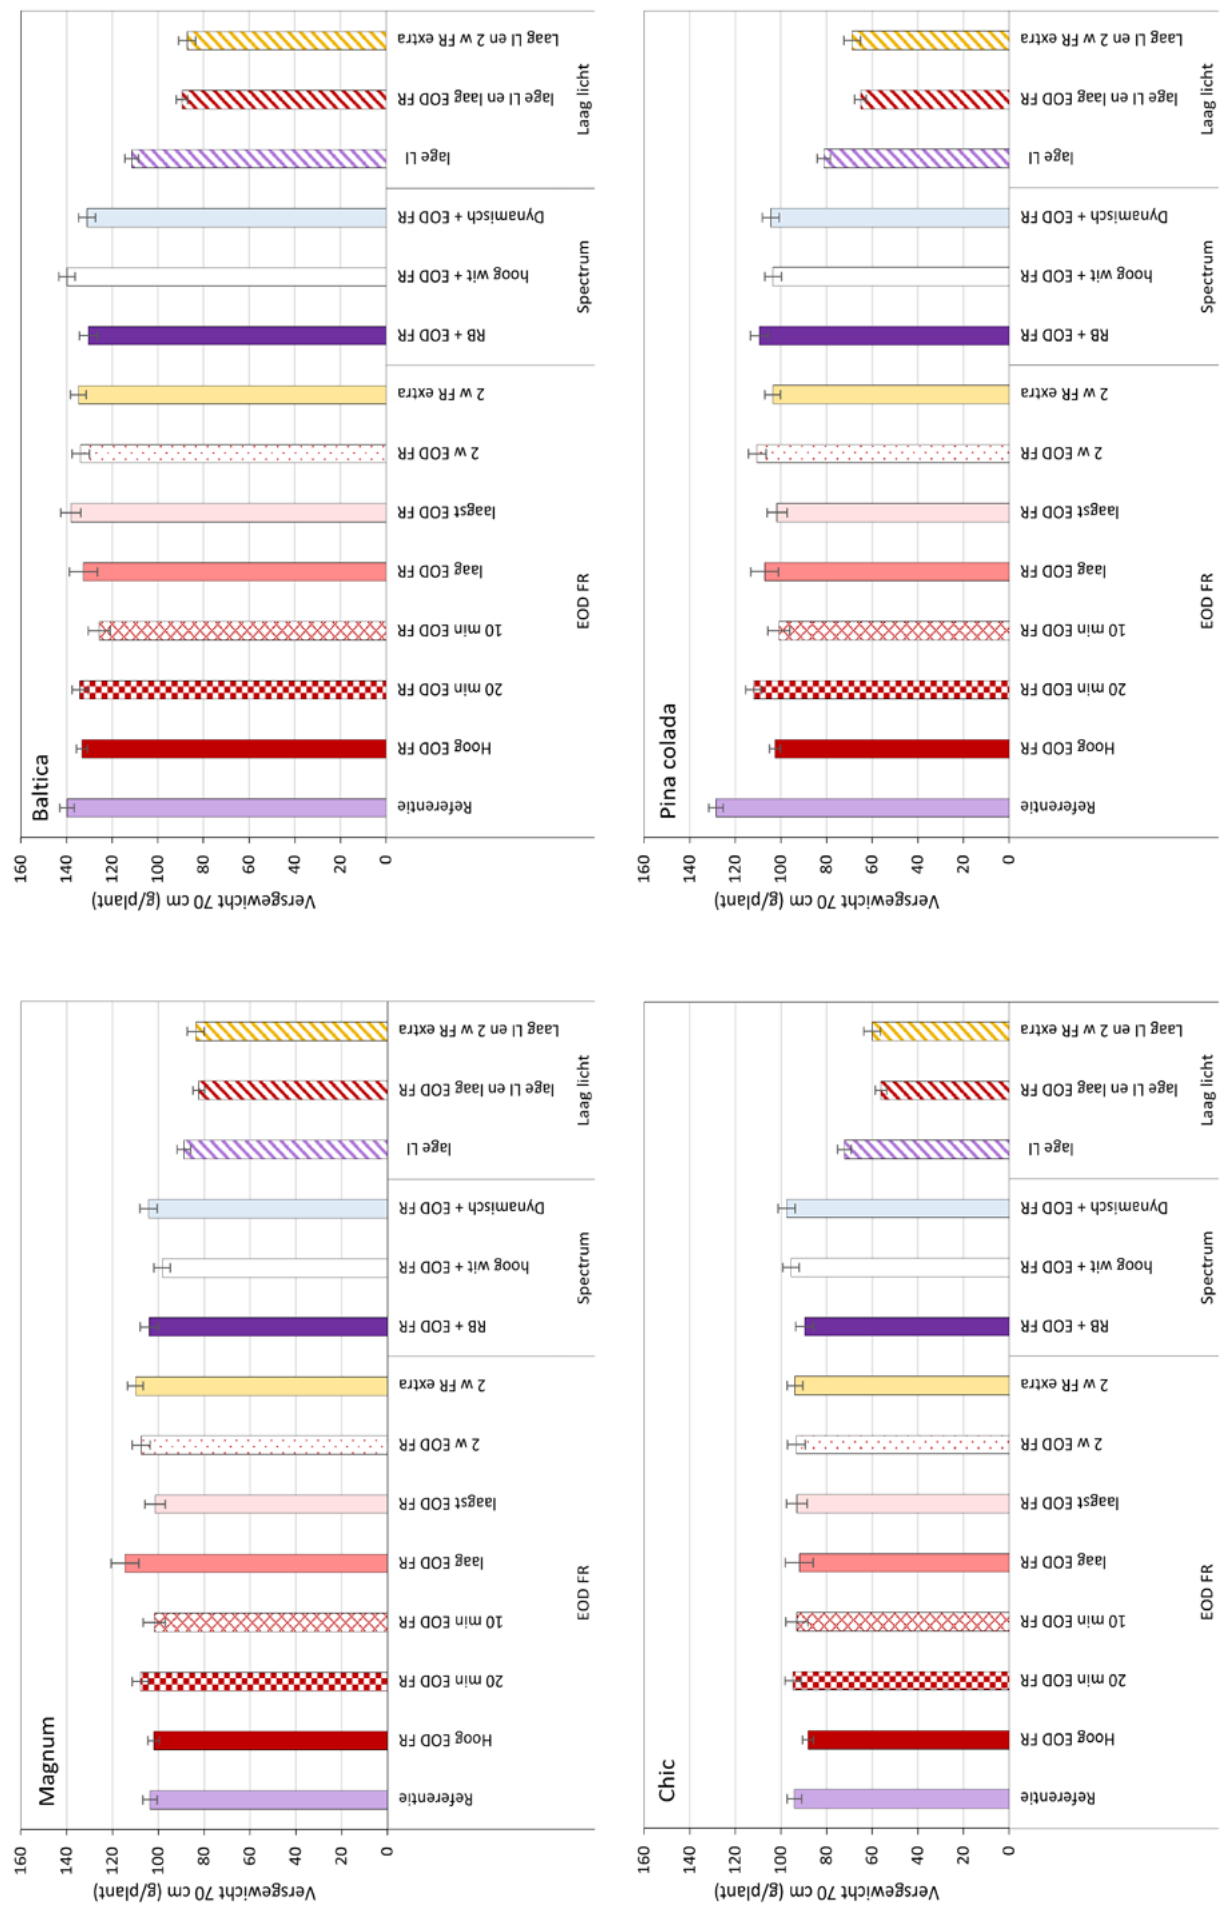 Magnum
Versgewicht 70 cm (g/plant)
160
140
120
100
80
60
40
20
0
Referentie
Hoog EOD FR
20 min EOD FR
10 min EOD FR
laag EOD FR
laagst EOD FR
2 w EOD FR
2 w FR extra
RB + EOD FR
hoog wit + EOD FR
Dynamisch + EOD FR
lage LI
lage LI en laag EOD FR
Laag LI en 2 w FR extra
EOD FR
Spectrum
Laag licht
Baltica
Versgewicht 70 cm (g/plant)
160
140
120
100
80
60
40
20
0
Referentie
Hoog EOD FR
20 min EOD FR
10 min EOD FR
laag EOD FR
laagst EOD FR
2 w EOD FR
2 w FR extra
RB + EOD FR
hoog wit + EOD FR
Dynamisch + EOD FR
lage LI
lage LI en laag EOD FR
Laag LI en 2 w FR extra
EOD FR
Spectrum
Laag licht
Chic
Versgewicht 70 cm (g/plant)
160
140
120
100
80
60
40
20
0
Referentie
Hoog EOD FR
20 min EOD FR
10 min EOD FR
laag EOD FR
laagst EOD FR
2 w EOD FR
2 w FR extra
RB + EOD FR
hoog wit + EOD FR
Dynamisch + EOD FR
lage LI
lage LI en laag EOD FR
Laag LI en 2 w FR extra
EOD FR
Spectrum
Laag licht
Pina colada
Versgewicht 70 cm (g/plant)
160
140
120
100
80
60
40
20
0
Referentie
Hoog EOD FR
20 min EOD FR
10 min EOD FR
laag EOD FR
laagst EOD FR
2 w EOD FR
2 w FR extra
RB + EOD FR
hoog wit + EOD FR
Dynamisch + EOD FR
lage LI
lage LI en laag EOD FR
Laag LI en 2 w FR extra
EOD FR
Spectrum
Laag licht